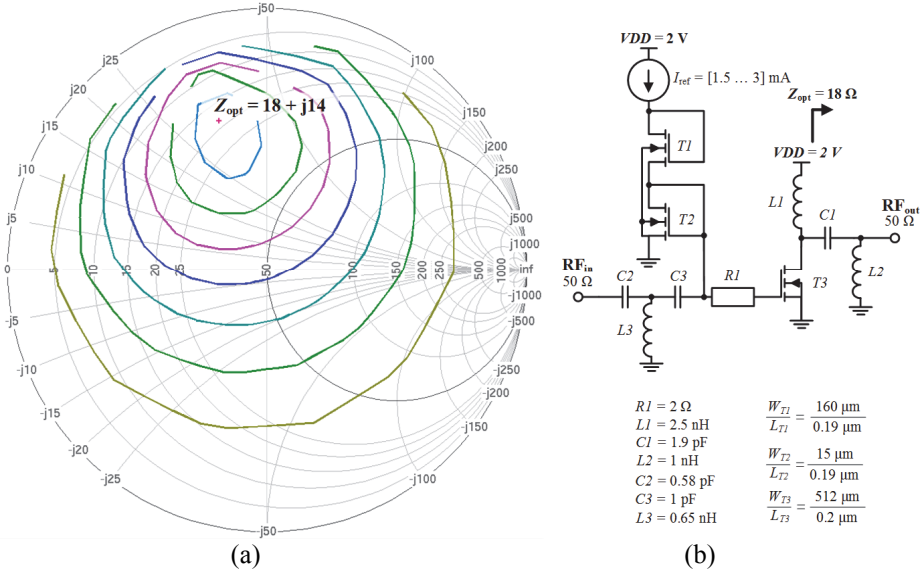 j50
j25
j100
j20
j150
Z_opt = 18 + j14
j15
j200
j250
j10
j5
j500
j1000
0
5
10
15
20
25
50
100
150
200
250
500
1000
inf
-j1000
-j5
-j500
-j10
-j250
-j200
-j15
-j150
-j20
-j25
-j100
-j50
(a)
VDD = 2 V
I_ref = [1.5 … 3] mA
Z_opt = 18 Ω
T1
VDD = 2 V
L1
C1
RF_out
50 Ω
T2
L2
RF_in
50 Ω
C2
C3
R1
T3
L3
R1 = 2 Ω
L1 = 2.5 nH
C1 = 1.9 pF
L2 = 1 nH
C2 = 0.58 pF
C3 = 1 pF
L3 = 0.65 nH
W_T1/L_T1 = 160 μm/0.19 μm
W_T2/L_T2 = 15 μm/0.19 μm
W_T3/L_T3 = 512 μm/0.2 μm
(b)